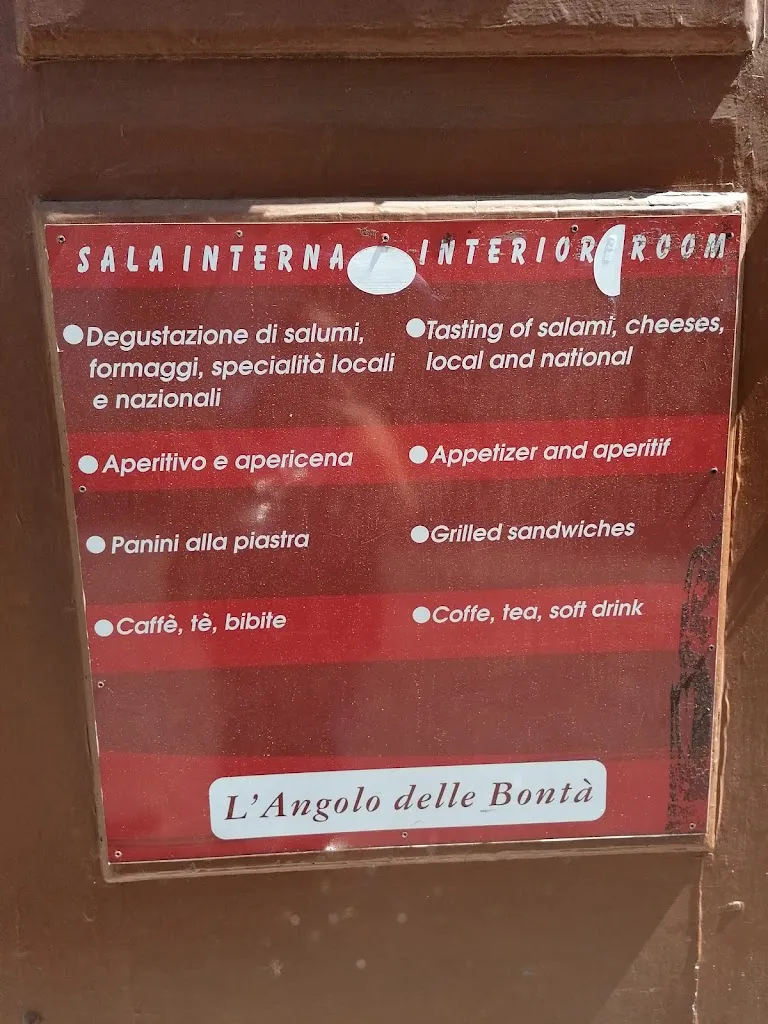 SALA INTERNA
Degustazione di salumi,
formaggi, specialità locali
e nazionali
Aperitivo e apericena
Panini alla piastra
Caffè, tè, bibite
INTERIOR ROOM
Tasting of salami, cheeses,
local and national
Appetizer and aperitif
Grilled sandwiches
Coffe, tea, soft drink
L'Angolo delle Bontà